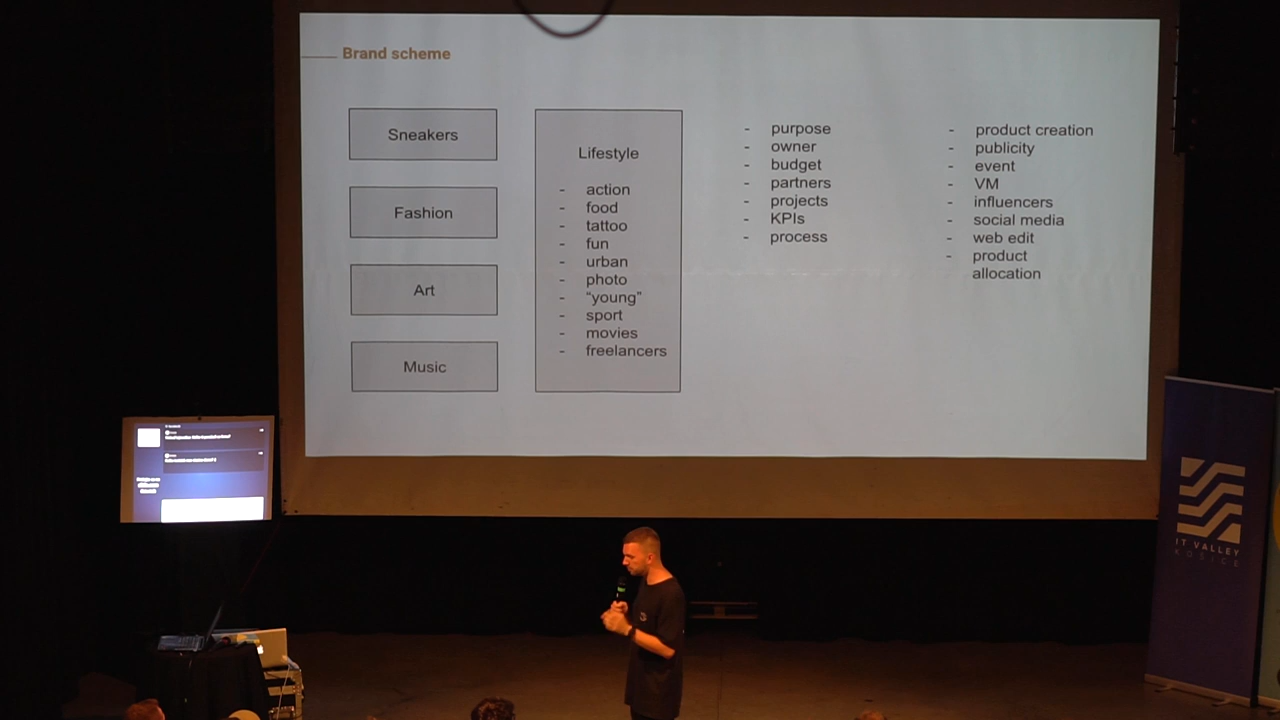 Brand scheme
Sneakers
Fashion
Art
Music
Lifestyle
- action
- food
- tattoo
- fun
- urban
- photo
- “young”
- sport
- movies
- freelancers
- purpose
- owner
- budget
- partners
- projects
- KPIs
- process
- product creation
- publicity
- event
- VM
- influencers
- social media
- web edit
- product
allocation
IT VALLEY
KOŠICE